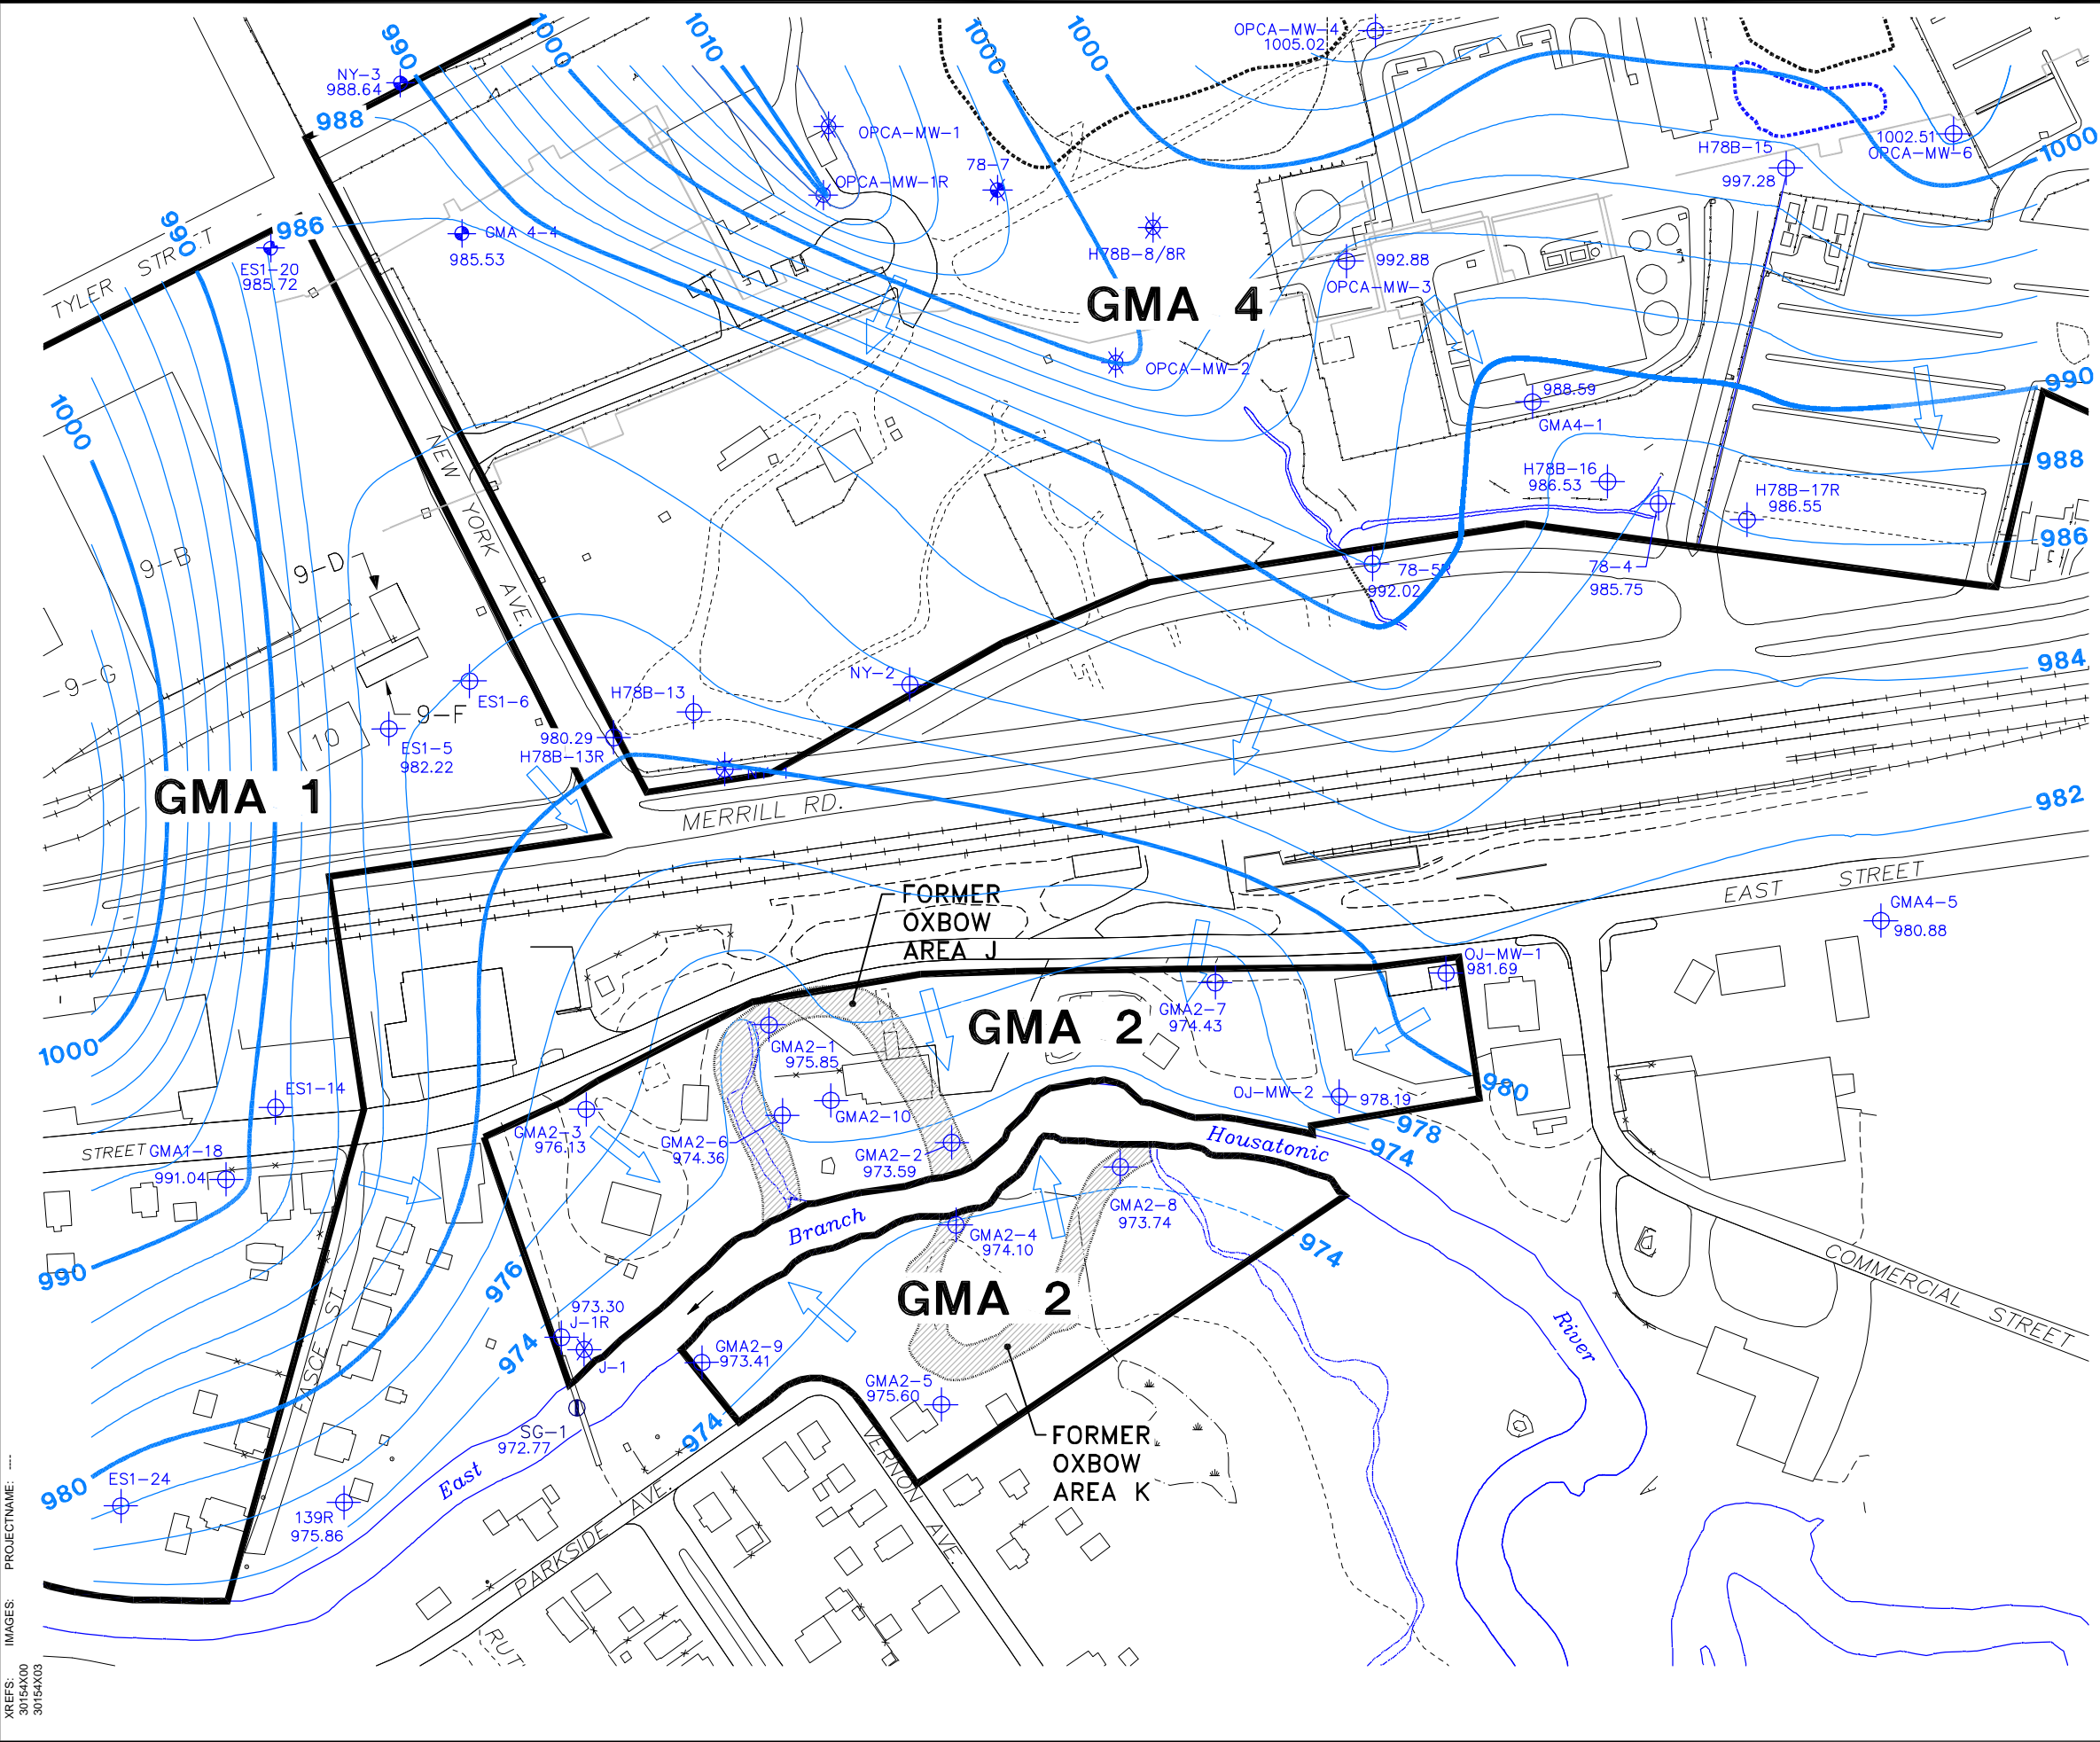 990
1000
1010
1000
1000
OPCA-MW-4
1005.02
NY-3
988.64
988
OPCA-MW-1
1002.51
OPCA-MW-6
1000
H78B-15
997.28
78-7
OPCA-MW-1R
990
986
GMA 4-4
985.53
TYLER
ES1-20
985.72
H78B-8/8R
992.88
OPCA-MW-3
GMA 4
OPCA-MW-2
990
988.59
GMA4-1
1000
NEW YORK AVE.
988
H78B-16
986.53
H78B-17R
986.55
986
9-B
9-D
78-5R
992.02
78-4
985.75
984
9-G
NY-2
H78B-13
ES1-6
9-F
10
980.29
H78B-13R
ES1-5
982.22
GMA 1
982
MERRILL RD.
EAST STREET
FORMER
OXBOW
AREA J
GMA4-5
980.88
OJ-MW-1
981.69
GMA 2
GMA2-7
974.43
1000
GMA2-1
975.85
ES1-14
GMA2-10
OJ-MW-2
978.19
980
978
974
GMA2-3
976.13
GMA2-6
974.36
GMA2-2
973.59
Housatonic
STREET
GMA1-18
991.04
GMA2-8
973.74
Branch
GMA2-4
974.10
974
COMMERCIAL STREET
990
976
GMA 2
973.30
J-1R
J-1
974
River
GMA2-9
973.41
GMA2-5
975.60
FASCE ST.
974
SG-1
972.77
FORMER
OXBOW
AREA K
VERNON AVE.
980
ES1-24
East
139R
975.86
PARKSIDE AVE.
RUT
XREFS:
30154X00
30154X03
IMAGES:
PROJECTNAME: ----